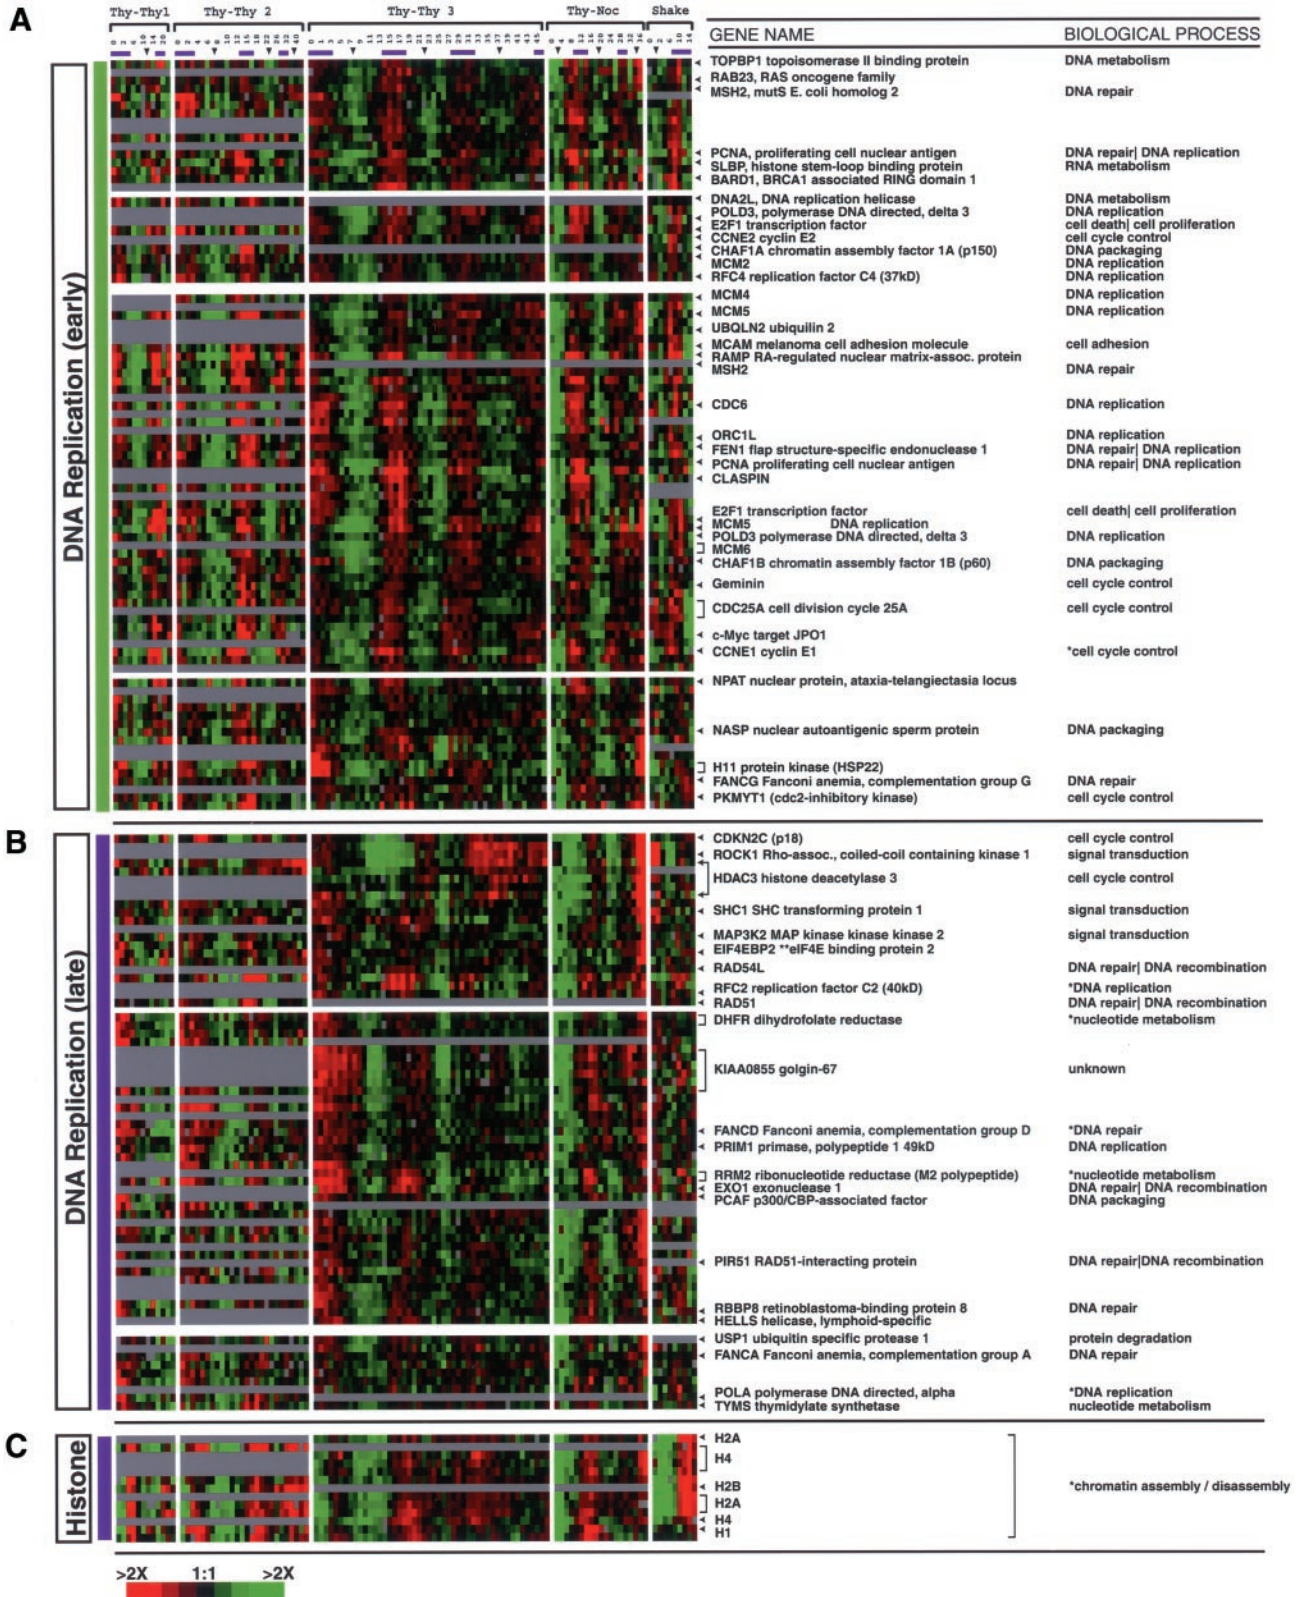 A
Thy-Thy1 Thy-Thy 2 Thy-Thy 3 Thy-Noc Shake
GENE NAME BIOLOGICAL PROCESS
DNA Replication (early)
TOPBP1 topoisomerase II binding protein DNA metabolism
RAB23, RAS oncogene family
MSH2, mutS E. coli homolog 2 DNA repair
PCNA, proliferating cell nuclear antigen DNA repair| DNA replication
SLBP, histone stem-loop binding protein RNA metabolism
BARD1, BRCA1 associated RING domain 1
DNA2L, DNA replication helicase DNA metabolism
POLD3, polymerase DNA directed, delta 3 DNA replication
E2F1 transcription factor cell death| cell proliferation
CCNE2 cyclin E2 cell cycle control
CHAF1A chromatin assembly factor 1A (p150) DNA packaging
MCM2 DNA replication
RFC4 replication factor C4 (37kD) DNA replication
MCM4 DNA replication
MCM5 DNA replication
UBQLN2 ubiquilin 2
MCAM melanoma cell adhesion molecule cell adhesion
RAMP RA-regulated nuclear matrix-assoc. protein
MSH2 DNA repair
CDC6 DNA replication
ORC1L DNA replication
FEN1 flap structure-specific endonuclease 1 DNA repair| DNA replication
PCNA proliferating cell nuclear antigen DNA repair| DNA replication
CLASPIN
E2F1 transcription factor cell death| cell proliferation
MCM5 DNA replication
POLD3 polymerase DNA directed, delta 3 DNA replication
MCM6
CHAF1B chromatin assembly factor 1B (p60) DNA packaging
Geminin cell cycle control
CDC25A cell division cycle 25A cell cycle control
c-Myc target JPO1
CCNE1 cyclin E1 *cell cycle control
NPAT nuclear protein, ataxia-telangiectasia locus
NASP nuclear autoantigenic sperm protein DNA packaging
H11 protein kinase (HSP22)
FANCG Fanconi anemia, complementation group G DNA repair
PKMYT1 (cdc2-inhibitory kinase) cell cycle control
B
DNA Replication (late)
CDKN2C (p18) cell cycle control
ROCK1 Rho-assoc., coiled-coil containing kinase 1 signal transduction
HDAC3 histone deacetylase 3 cell cycle control
SHC1 SHC transforming protein 1 signal transduction
MAP3K2 MAP kinase kinase kinase 2 signal transduction
EIF4EBP2 **eIF4E binding protein 2
RAD54L DNA repair| DNA recombination
RFC2 replication factor C2 (40kD) *DNA replication
RAD51 DNA repair| DNA recombination
DHFR dihydrofolate reductase *nucleotide metabolism
KIAA0855 golgin-67 unknown
FANCD Fanconi anemia, complementation group D *DNA repair
PRIM1 primase, polypeptide 1 49kD DNA replication
RRM2 ribonucleotide reductase (M2 polypeptide) *nucleotide metabolism
EXO1 exonuclease 1 DNA repair| DNA recombination
PCAF p300/CBP-associated factor DNA packaging
PIR51 RAD51-interacting protein DNA repair|DNA recombination
RBBP8 retinoblastoma-binding protein 8 DNA repair
HELLS helicase, lymphoid-specific
USP1 ubiquitin specific protease 1 protein degradation
FANCA Fanconi anemia, complementation group A DNA repair
POLA polymerase DNA directed, alpha *DNA replication
TYMS thymidylate synthetase nucleotide metabolism
C
Histone
H2A
H4
H2B *chromatin assembly / disassembly
H2A
H4
H1
>2X 1:1 >2X